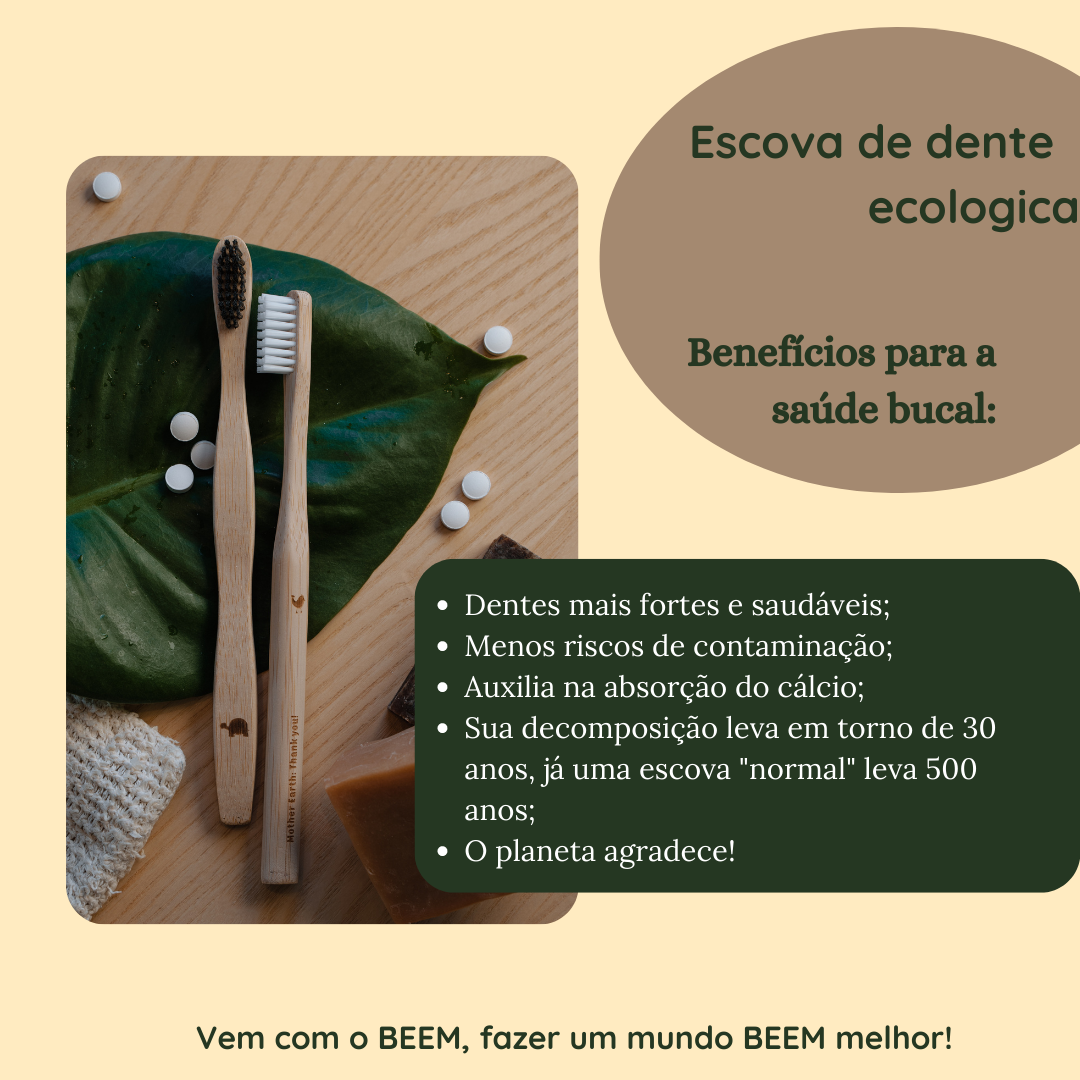 Escova de dente
ecologica
Benefícios para a
saúde bucal:
Dentes mais fortes e saudáveis;
Menos riscos de contaminação;
Auxilia na absorção do cálcio;
Sua decomposição leva em torno de 30
anos, já uma escova "normal" leva 500
anos;
O planeta agradece!
Mother Earth: Thank you!
Vem com o BEEM, fazer um mundo BEEM melhor!